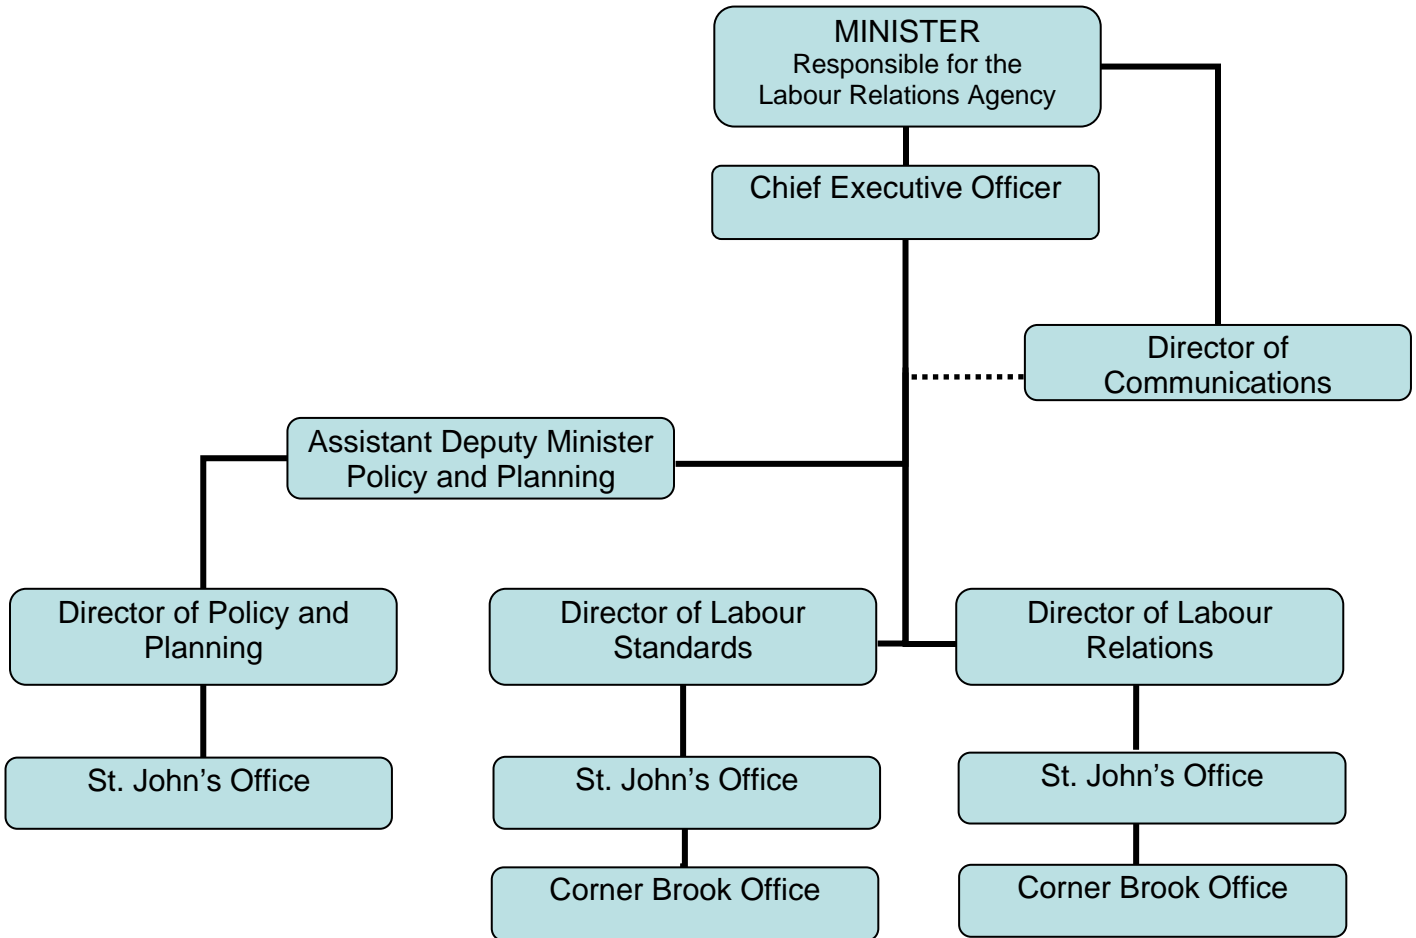 MINISTER
Responsible for the
Labour Relations Agency
Chief Executive Officer
Director of
Communications
Assistant Deputy Minister
Policy and Planning
Director of Policy and
Planning
Director of Labour
Standards
Director of Labour
Relations
St. John’s Office
St. John’s Office
St. John’s Office
Corner Brook Office
Corner Brook Office